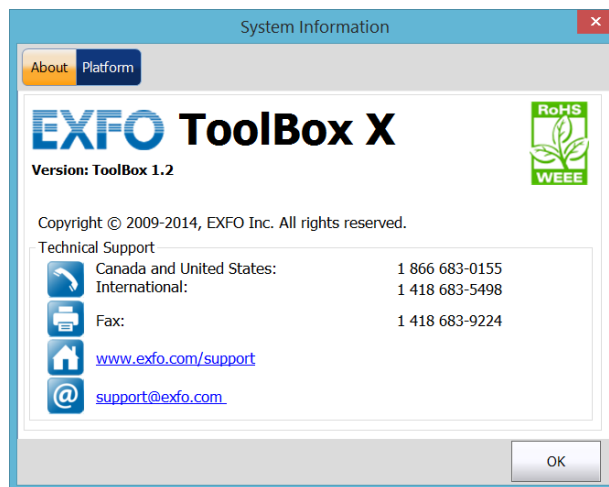 System Information
About Platform
EXFO ToolBox X
RoHS
WEEE
Version: ToolBox 1.2
Copyright © 2009-2014, EXFO Inc. All rights reserved.
Technical Support
Canada and United States: 1 866 683-0155
International: 1 418 683-5498
Fax: 1 418 683-9224
www.exfo.com/support
@ support@exfo.com
OK